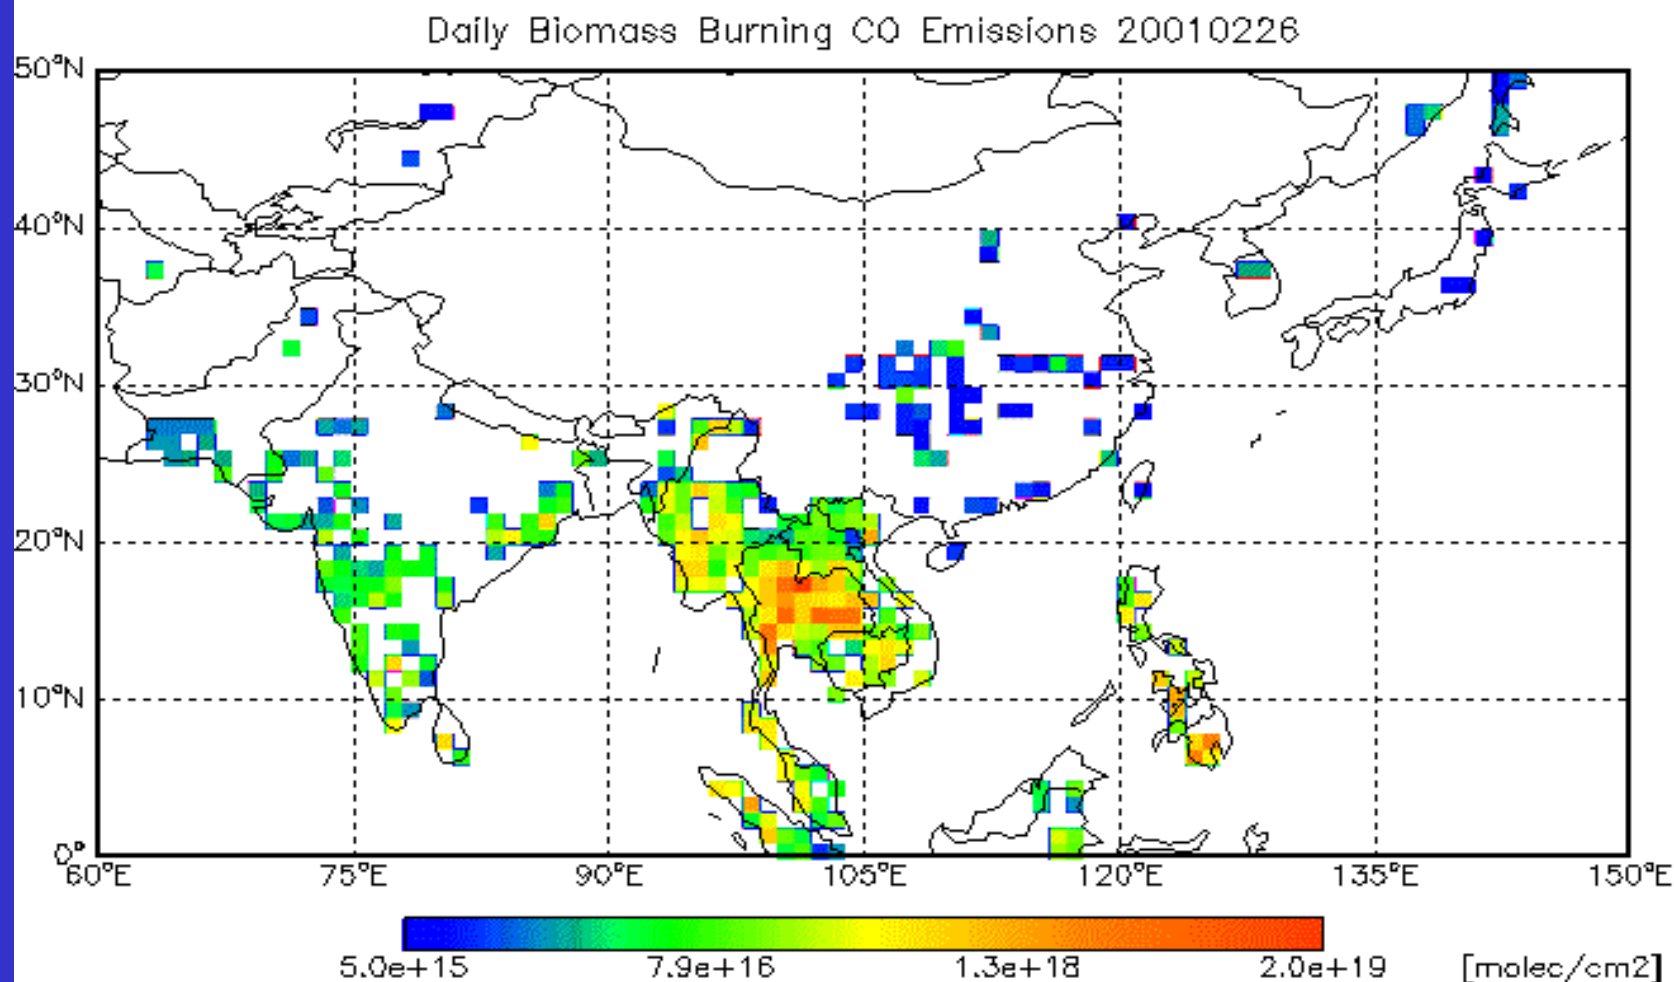 Daily Biomass Burning CO Emissions 20010226
50°N
40°N
30°N
20°N
10°N
0°
60°E 75°E 90°E 105°E 120°E 135°E 150°E
5.0e+15 7.9e+16 1.3e+18 2.0e+19 [molec/cm2]